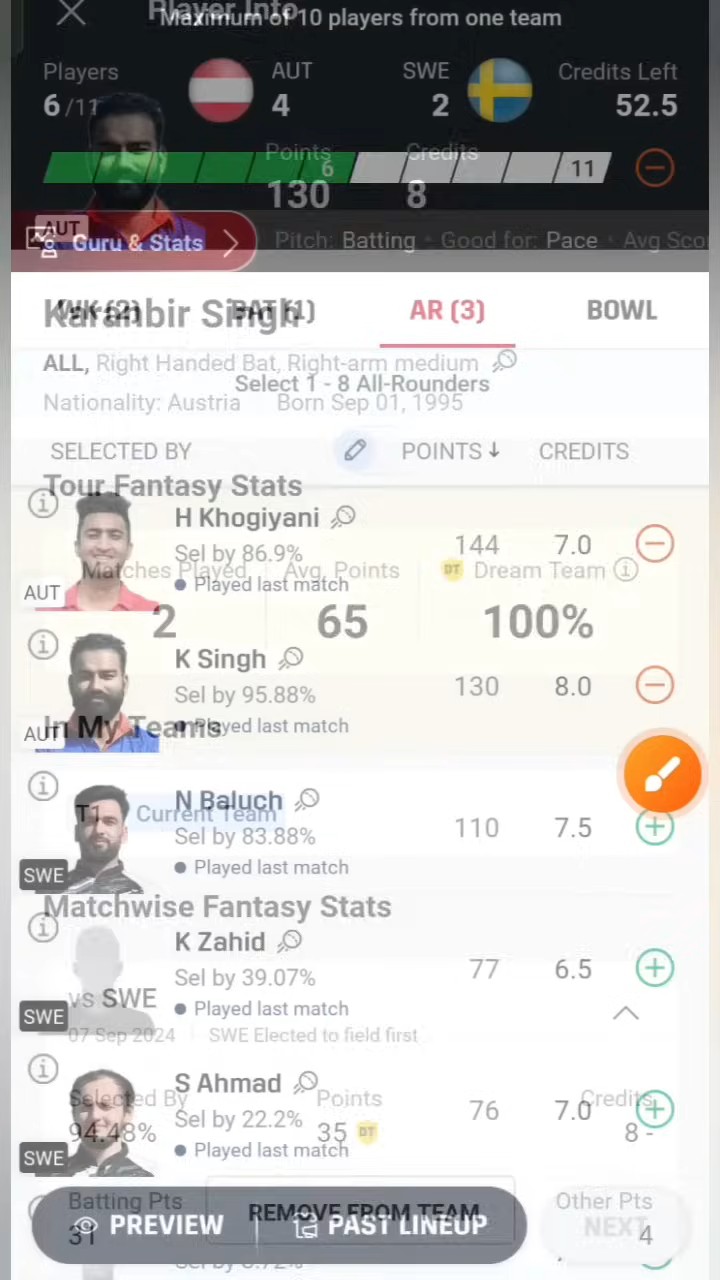 Player Info
Maximum of 10 players from one team
Players
AUT
SWE
Credits Left
6/11
4
2
52.5
Points
Credits
6
11
130
8
AUT
Guru & Stats
Pitch: Batting • Good for: Pace • Avg Sco
Karanbir Singh
WK (2)
BAT (1)
AR (3)
BOWL
ALL, Right Handed Bat, Right-arm medium
Select 1 - 8 All-Rounders
Nationality: Austria
Born Sep 01, 1995
SELECTED BY
POINTS ↓
CREDITS
Tour Fantasy Stats
H Khogiyani
Sel by 86.9%
144
7.0
Played last match
AUT
Matches Played
Avg. Points
DT Dream Team
2
65
100%
K Singh
Sel by 95.88%
130
8.0
Played last match
AUT
In My Teams
N Baluch
T1
Current Team
Sel by 83.88%
110
7.5
Played last match
SWE
Matchwise Fantasy Stats
K Zahid
Sel by 39.07%
77
6.5
Played last match
SWE
vs SWE
07 Sep 2024
SWE Elected to field first
S Ahmad
Sel by 22.2%
76
7.0
Played last match
SWE
Selected By
Points
Credits
94.48%
35 DT
8 -
Batting Pts
Other Pts
31
4
REMOVE FROM TEAM
PREVIEW
PAST LINEUP
NEXT